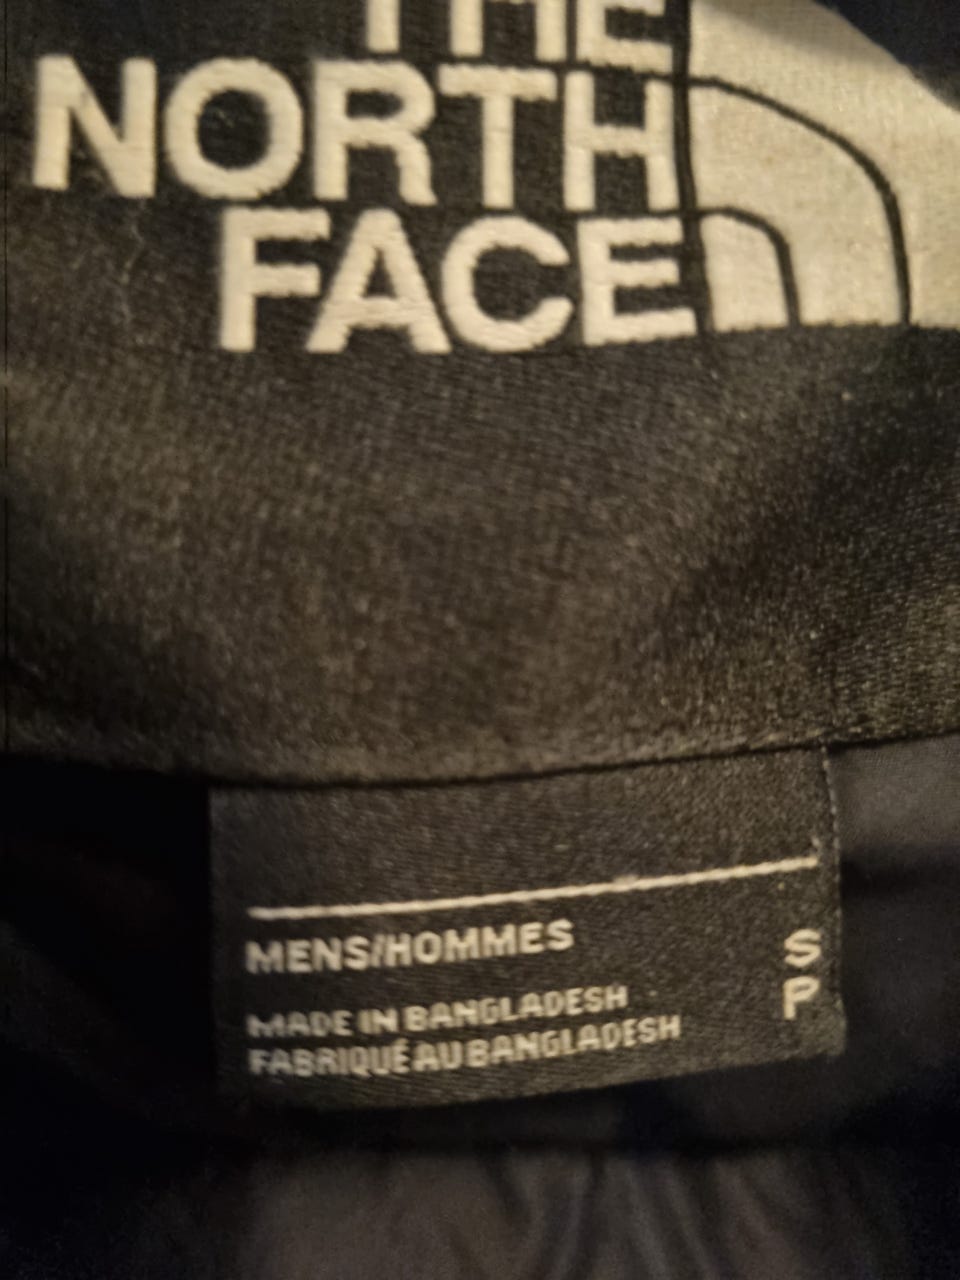 THE
NORTH
FACE
MENS/HOMMES
S
P
MADE IN BANGLADESH
FABRIQUÉ AU BANGLADESH